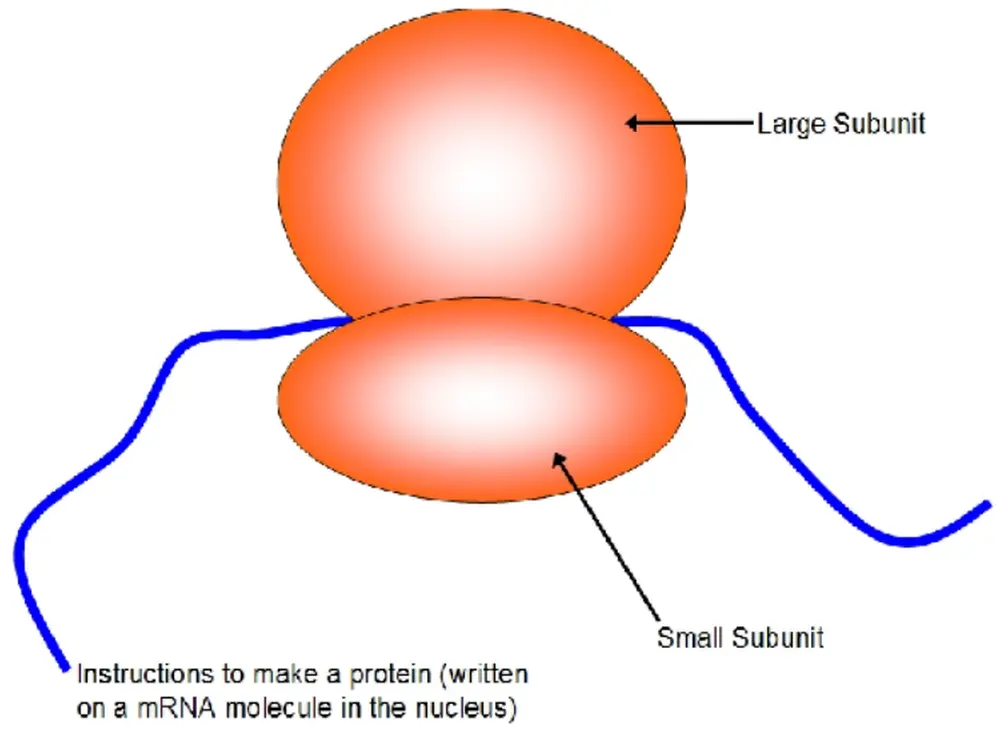 Large Subunit
Small Subunit
Instructions to make a protein (written
on a mRNA molecule in the nucleus)